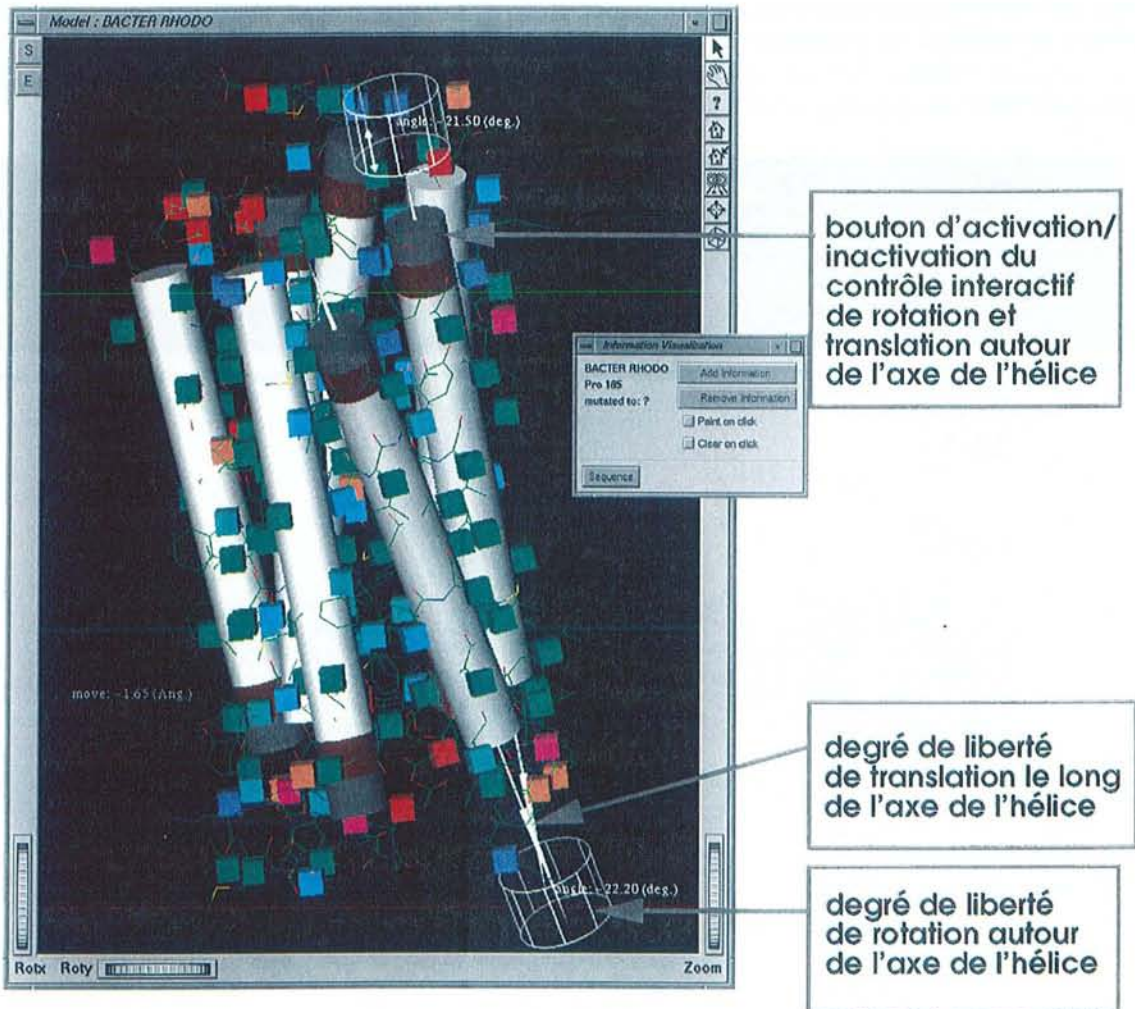 Model : BACTER RHODO
S
E
?
angle: -21.50 (deg.)
bouton d'activation/
inactivation du
contrôle interactif
de rotation et
translation autour
de l'axe de l'hélice
Information Visualisation
BACTER RHODO
Pro 165
mutated to: ?
Add Information
Remove Information
Paint on click
Clear on click
Sequence
move: -1.65 (Ang.)
degré de liberté
de translation le long
de l'axe de l'hélice
angle: -22.20 (deg.)
degré de liberté
de rotation autour
de l'axe de l'hélice
Rotx Roty
Zoom